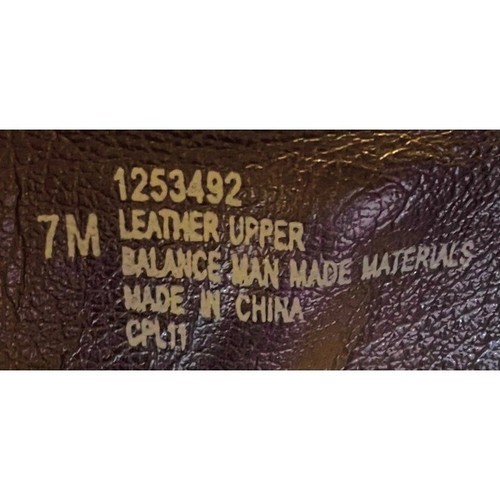 1253492
7M LEATHER UPPER
BALANCE MAN MADE MATERIALS
MADE IN CHINA
CPL11